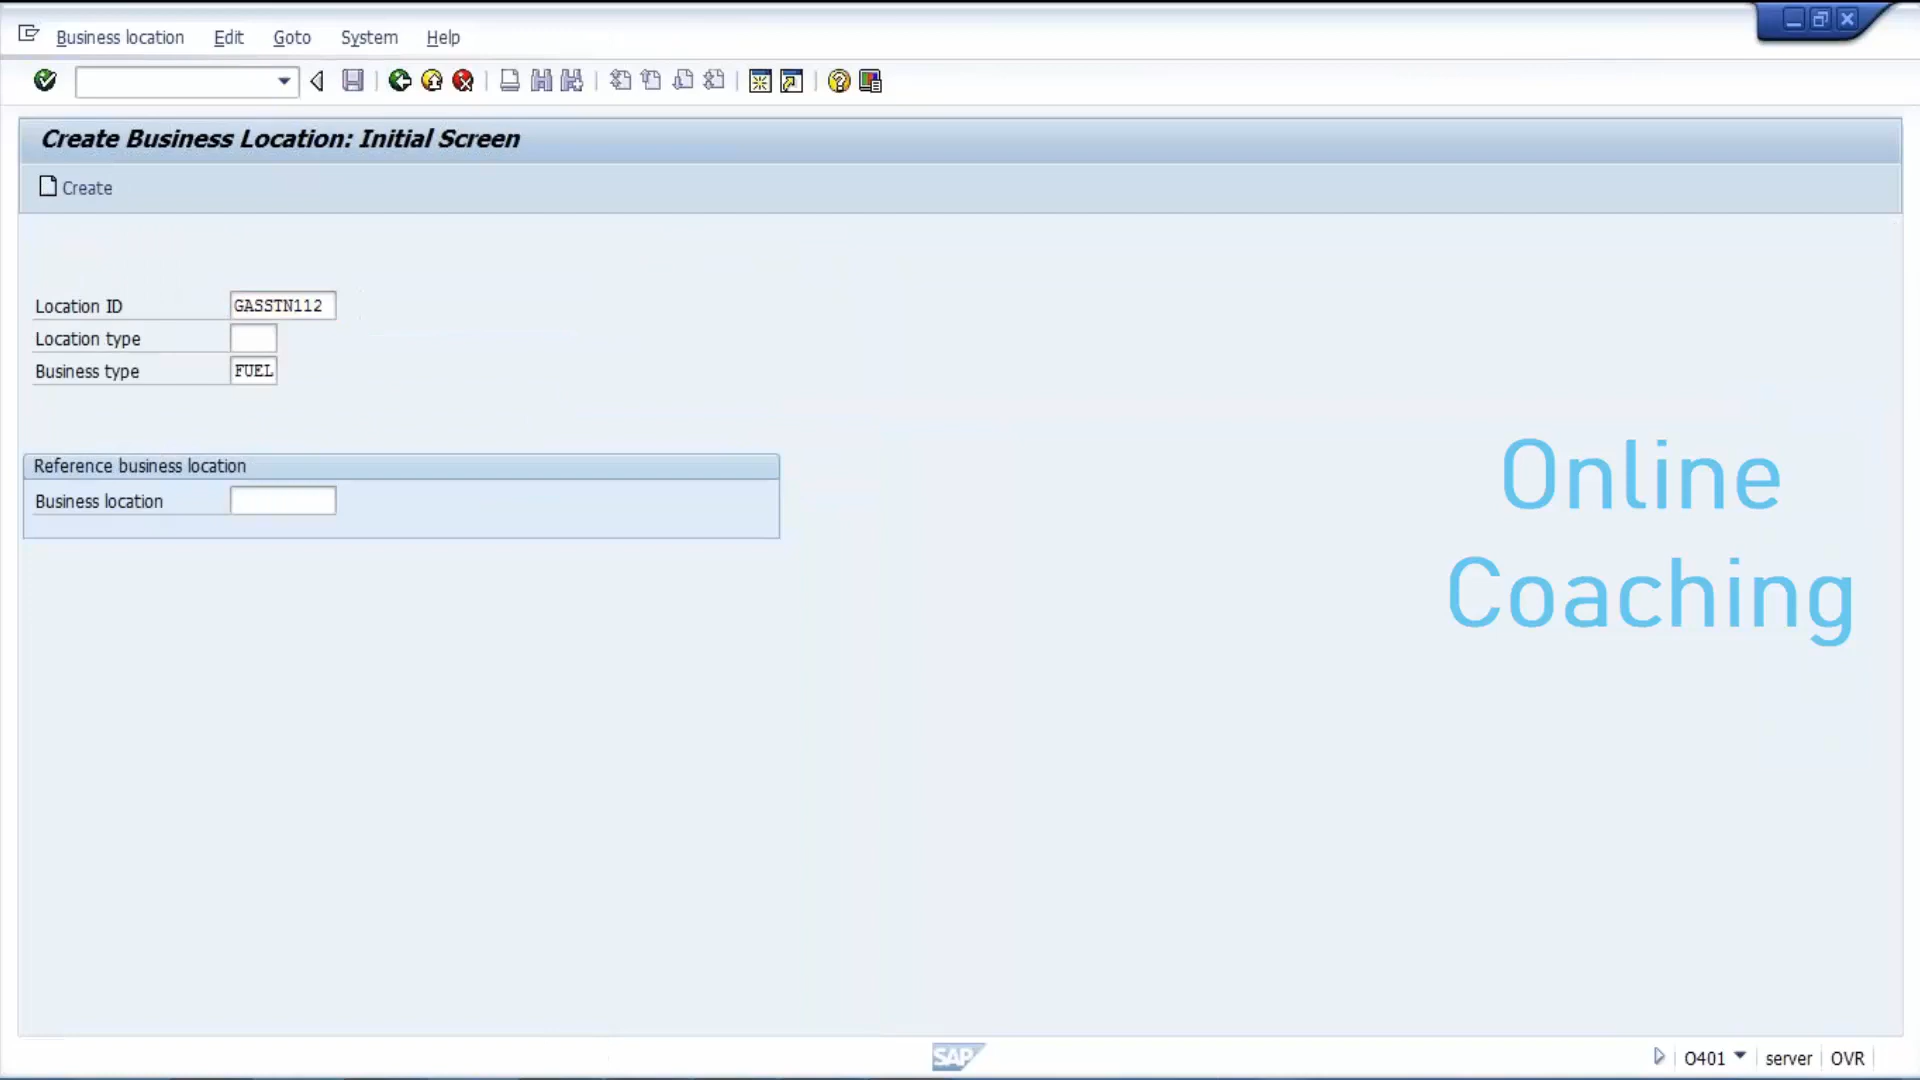 Business location Edit Goto System Help
Create Business Location: Initial Screen
Create
Location ID GASSTN112
Location type
Business type FUEL
Reference business location
Business location
Online
Coaching
SAP O401 server OVR